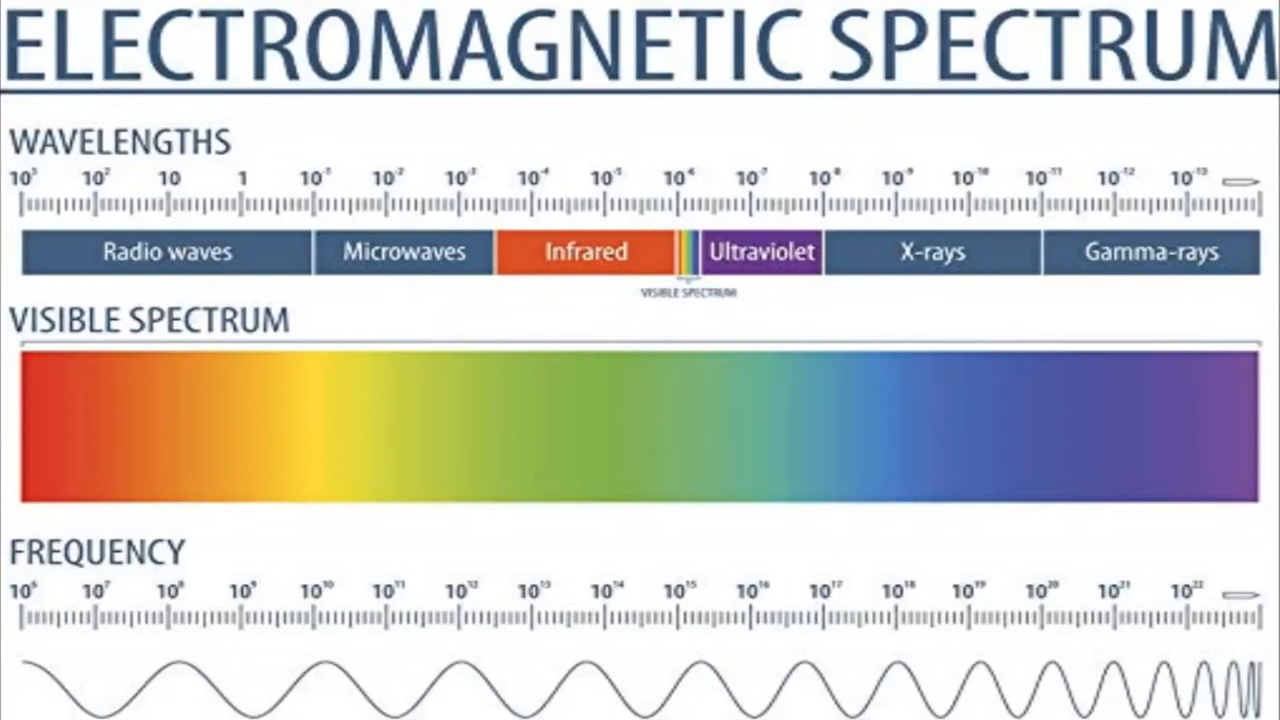 ELECTROMAGNETIC SPECTRUM
WAVELENGTHS
10³ 10² 10 1 10⁻¹ 10⁻² 10⁻³ 10⁻⁴ 10⁻⁵ 10⁻⁶ 10⁻⁷ 10⁻⁸ 10⁻⁹ 10⁻¹⁰ 10⁻¹¹ 10⁻¹² 10⁻¹³
Radio waves Microwaves Infrared Ultraviolet X-rays Gamma-rays
VISIBLE SPECTRUM
VISIBLE SPECTRUM
FREQUENCY
10⁶ 10⁷ 10⁸ 10⁹ 10¹⁰ 10¹¹ 10¹² 10¹³ 10¹⁴ 10¹⁵ 10¹⁶ 10¹⁷ 10¹⁸ 10¹⁹ 10²⁰ 10²¹ 10²²